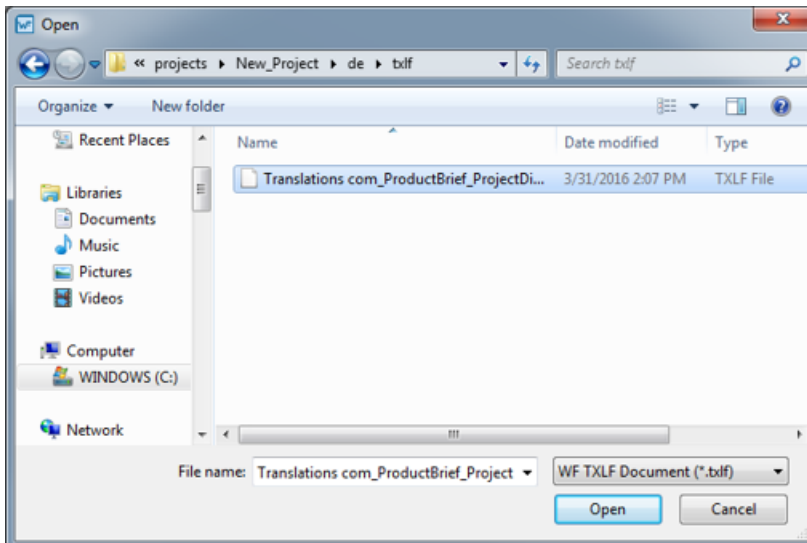 WF Open
« projects ▸ New_Project ▸ de ▸ txlf
Search txlf
Organize ▾ New folder
Recent Places
Libraries
Documents
Music
Pictures
Videos
Computer
WINDOWS (C:)
Network
Name Date modified Type
Translations com_ProductBrief_ProjectDi... 3/31/2016 2:07 PM TXLF File
File name: Translations com_ProductBrief_Project
WF TXLF Document (*.txlf)
Open Cancel